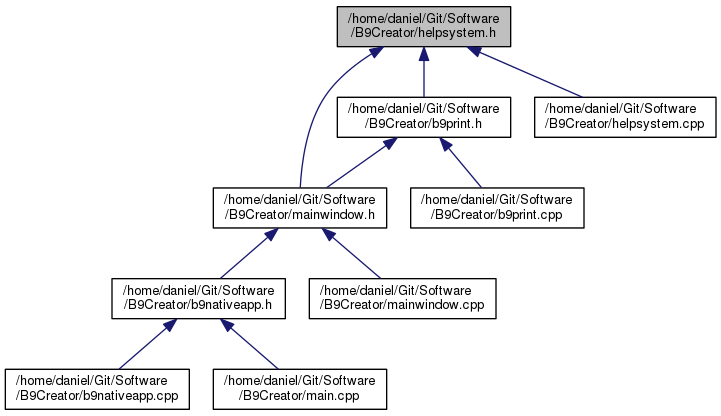 /home/daniel/Git/Software
/B9Creator/helpsystem.h
/home/daniel/Git/Software
/B9Creator/b9print.h
/home/daniel/Git/Software
/B9Creator/helpsystem.cpp
/home/daniel/Git/Software
/B9Creator/mainwindow.h
/home/daniel/Git/Software
/B9Creator/b9print.cpp
/home/daniel/Git/Software
/B9Creator/b9nativeapp.h
/home/daniel/Git/Software
/B9Creator/mainwindow.cpp
/home/daniel/Git/Software
/B9Creator/b9nativeapp.cpp
/home/daniel/Git/Software
/B9Creator/main.cpp